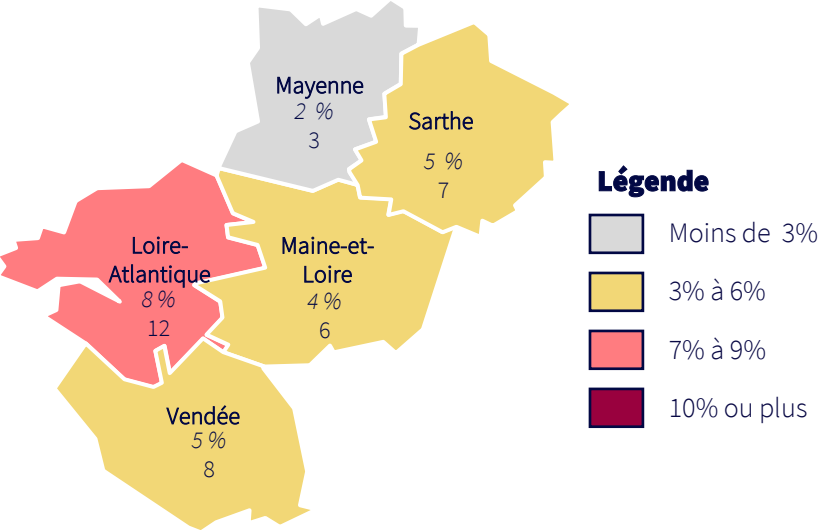 Mayenne
2 %
3
Sarthe
5 %
7
Loire-
Atlantique
8 %
12
Maine-et-
Loire
4 %
6
Vendée
5 %
8
Légende
Moins de 3%
3% à 6%
7% à 9%
10% ou plus